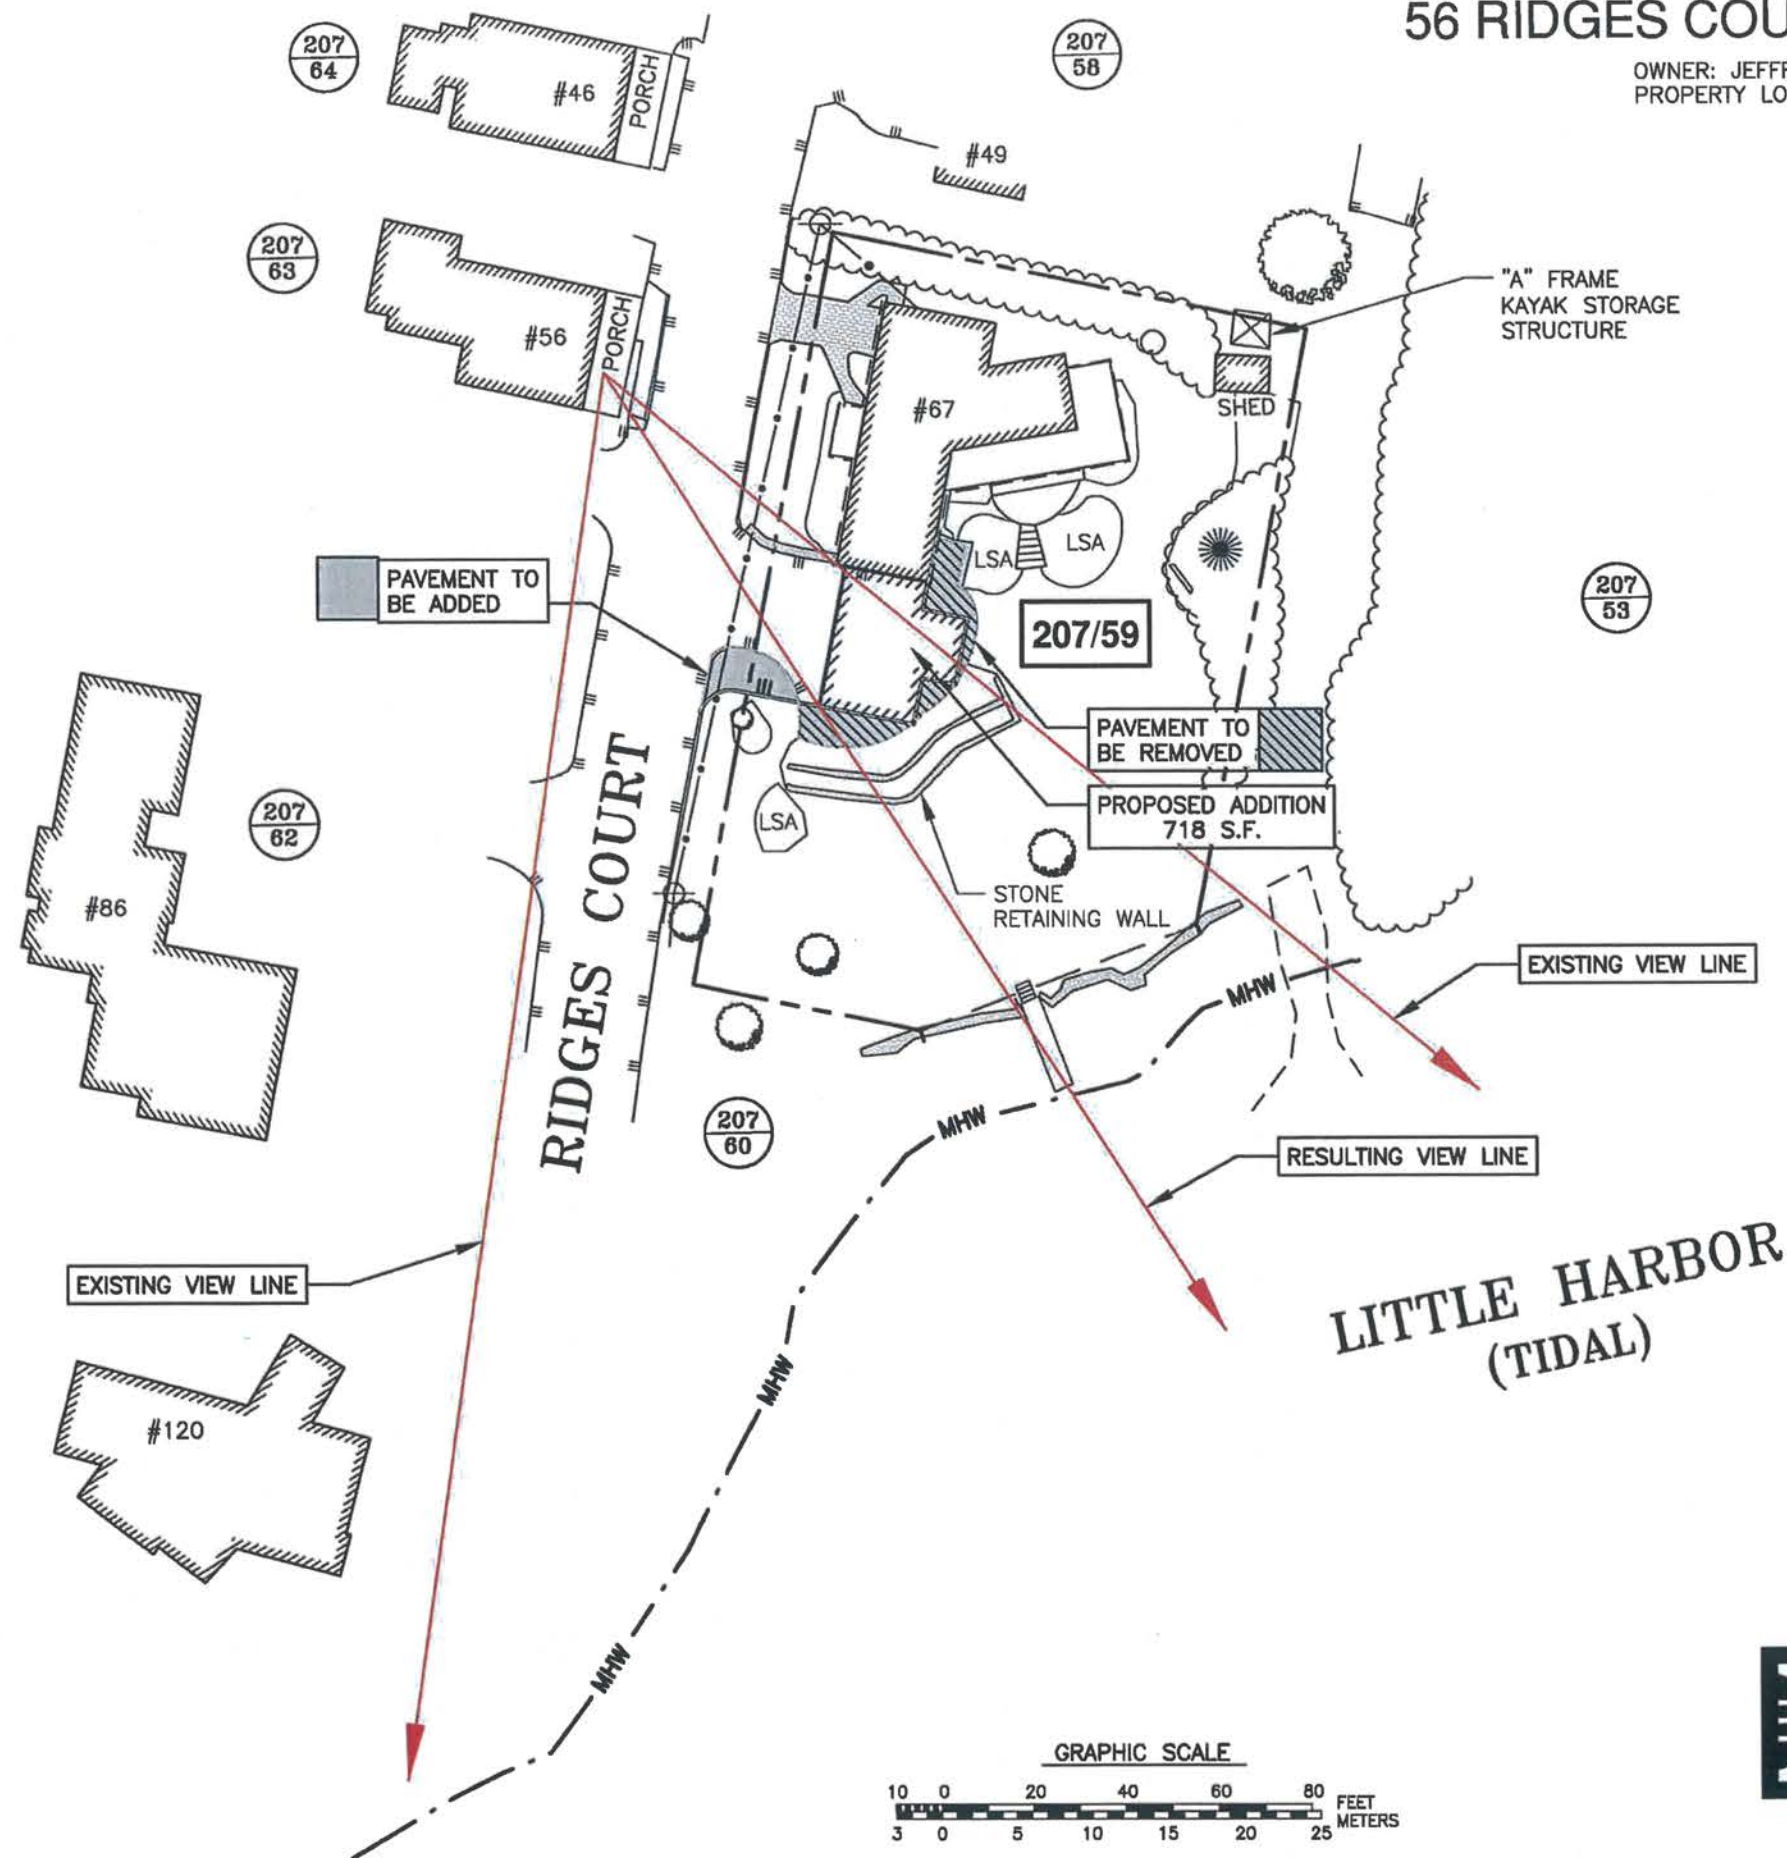 56 RIDGES COU
OWNER: JEFF
PROPERTY LO
207
64
#46
PORCH
207
58
#49
207
63
#56
PORCH
"A" FRAME
KAYAK STORAGE
STRUCTURE
#67
SHED
LSA
LSA
PAVEMENT TO
BE ADDED
207/59
207
53
PAVEMENT TO
BE REMOVED
PROPOSED ADDITION
718 S.F.
207
62
#86
LSA
STONE
RETAINING WALL
RIDGES COURT
EXISTING VIEW LINE
MHW
MHW
207
60
RESULTING VIEW LINE
EXISTING VIEW LINE
LITTLE HARBOR
(TIDAL)
MHW
#120
MHW
GRAPHIC SCALE
10 0 20 40 60 80 FEET
3 0 5 10 15 20 25 METERS